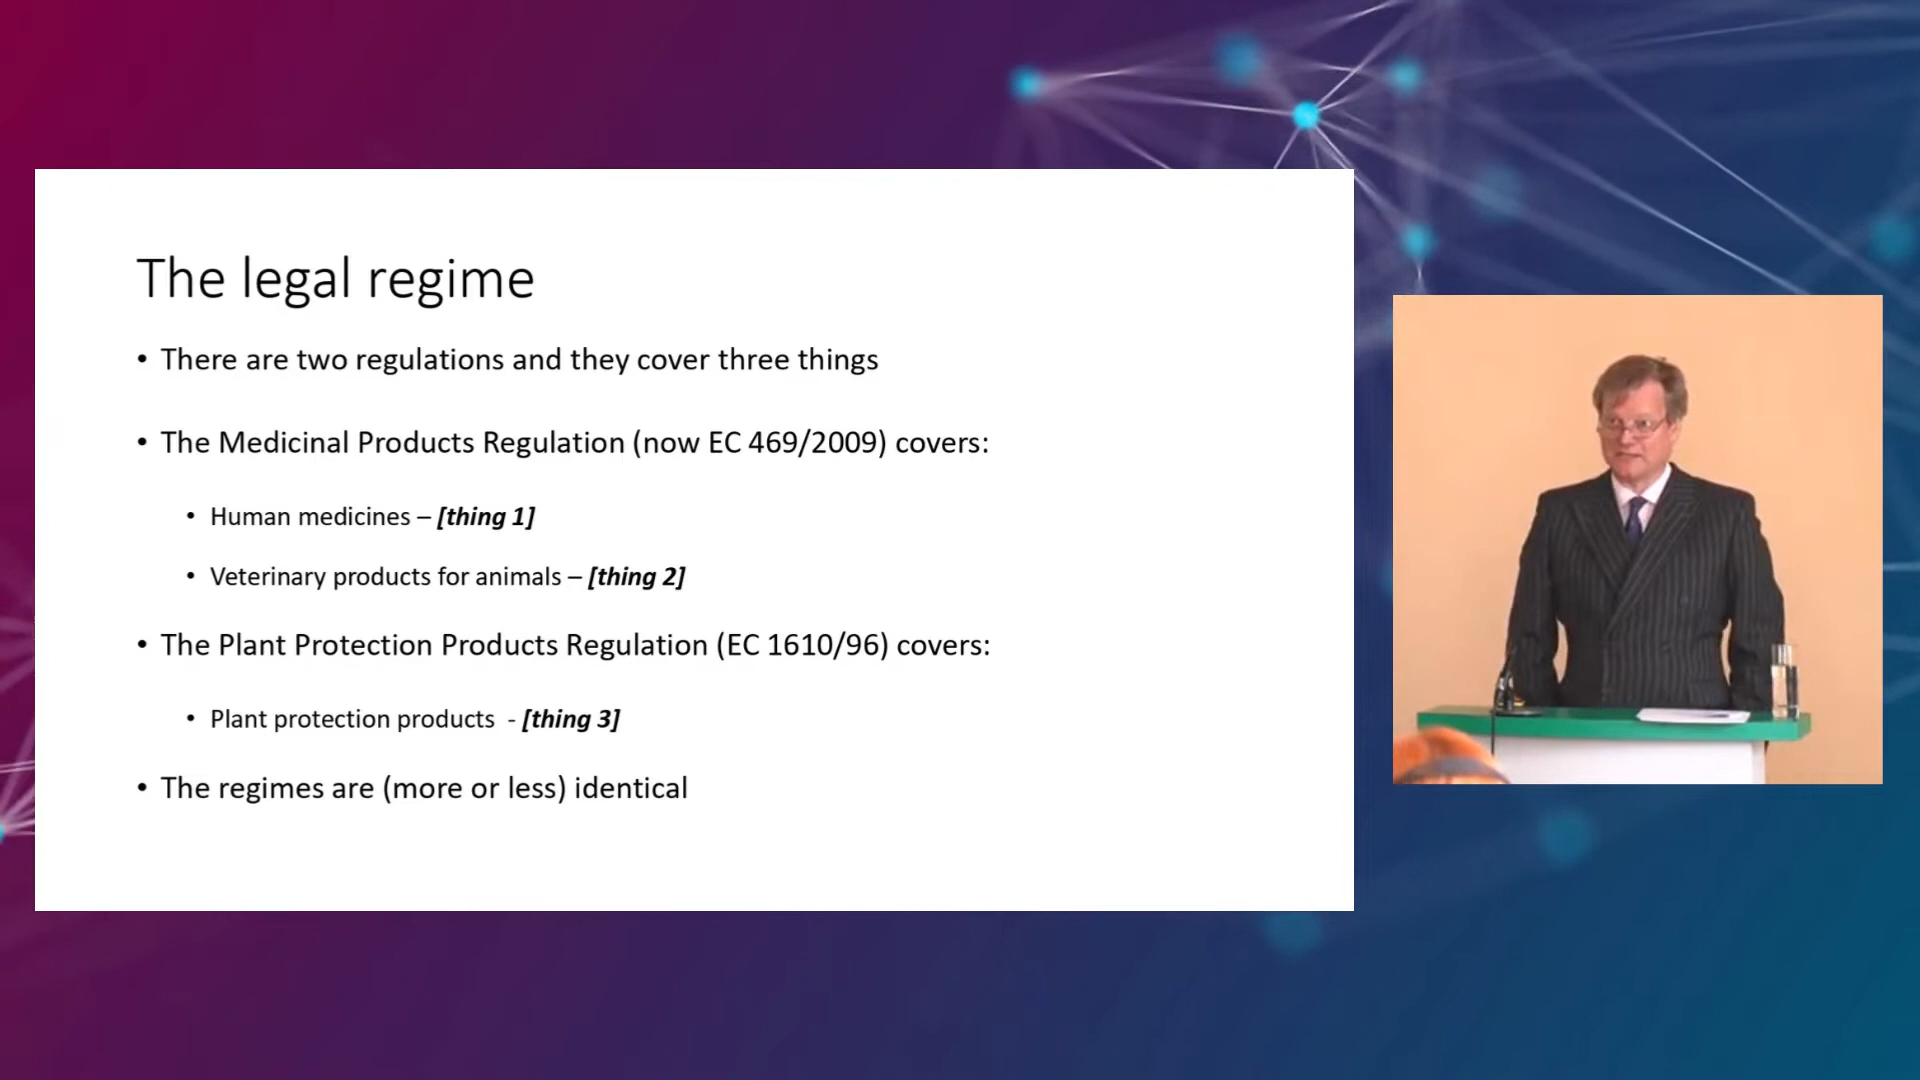 The legal regime
• There are two regulations and they cover three things
• The Medicinal Products Regulation (now EC 469/2009) covers:
• Human medicines – [thing 1]
• Veterinary products for animals – [thing 2]
• The Plant Protection Products Regulation (EC 1610/96) covers:
• Plant protection products - [thing 3]
• The regimes are (more or less) identical